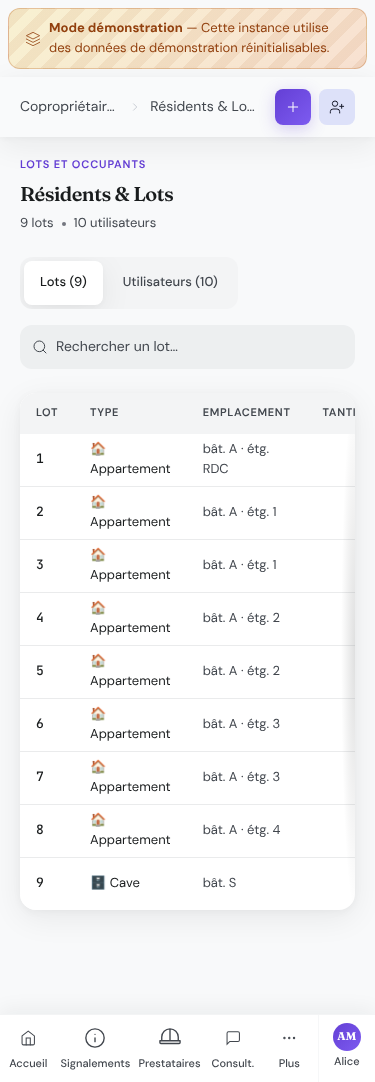 Mode démonstration — Cette instance utilise
des données de démonstration réinitialisables.
Copropriétair... > Résidents & Lo...
LOTS ET OCCUPANTS
Résidents & Lots
9 lots • 10 utilisateurs
Lots (9) Utilisateurs (10)
Rechercher un lot...
LOT TYPE EMPLACEMENT TANTI
1 Appartement bât. A · étg. RDC
2 Appartement bât. A · étg. 1
3 Appartement bât. A · étg. 1
4 Appartement bât. A · étg. 2
5 Appartement bât. A · étg. 2
6 Appartement bât. A · étg. 3
7 Appartement bât. A · étg. 3
8 Appartement bât. A · étg. 4
9 Cave bât. S
AM
Accueil Signalements Prestataires Consult. Plus Alice